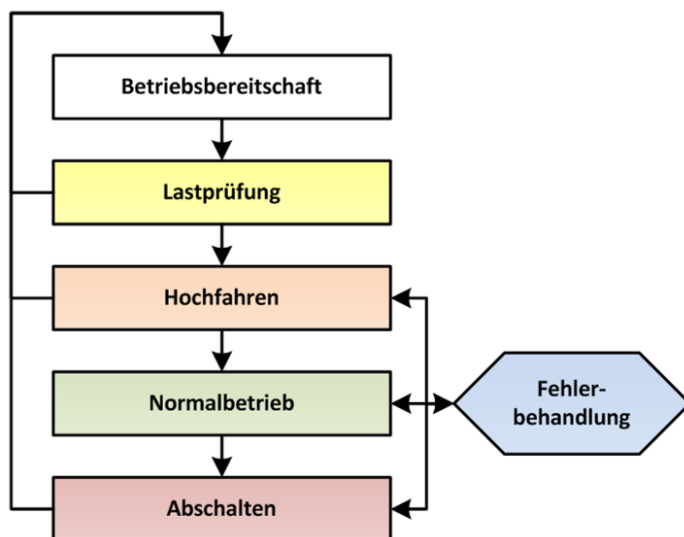 Betriebsbereitschaft
Lastprüfung
Hochfahren
Normalbetrieb
Fehler-
behandlung
Abschalten